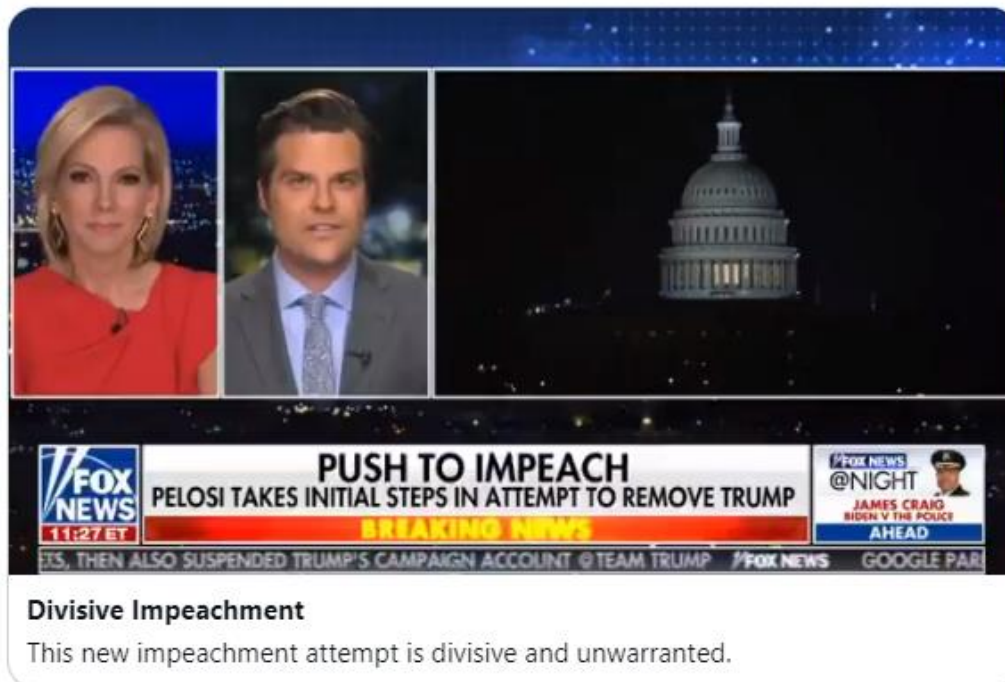 PUSH TO IMPEACH
PELOSI TAKES INITIAL STEPS IN ATTEMPT TO REMOVE TRUMP
BREAKING NEWS
FOX
NEWS
11:27 ET
FOX NEWS
@NIGHT
JAMES CRAIG
BIDEN V THE POLICE
AHEAD
THEN ALSO SUSPENDED TRUMP'S CAMPAIGN ACCOUNT @TEAM TRUMP FOX NEWS GOOGLE
Divisive Impeachment
This new impeachment attempt is divisive and unwarranted.